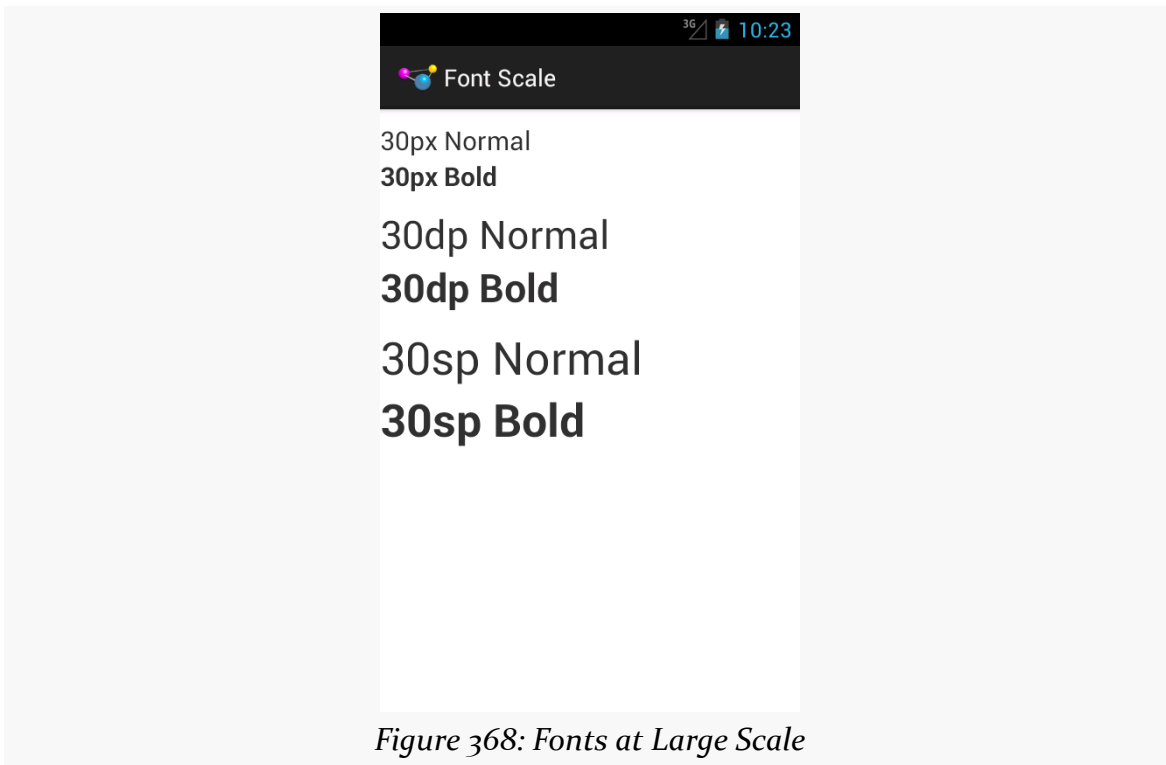 3G 10:23
Font Scale
30px Normal
30px Bold
30dp Normal
30dp Bold
30sp Normal
30sp Bold
Figure 368: Fonts at Large Scale